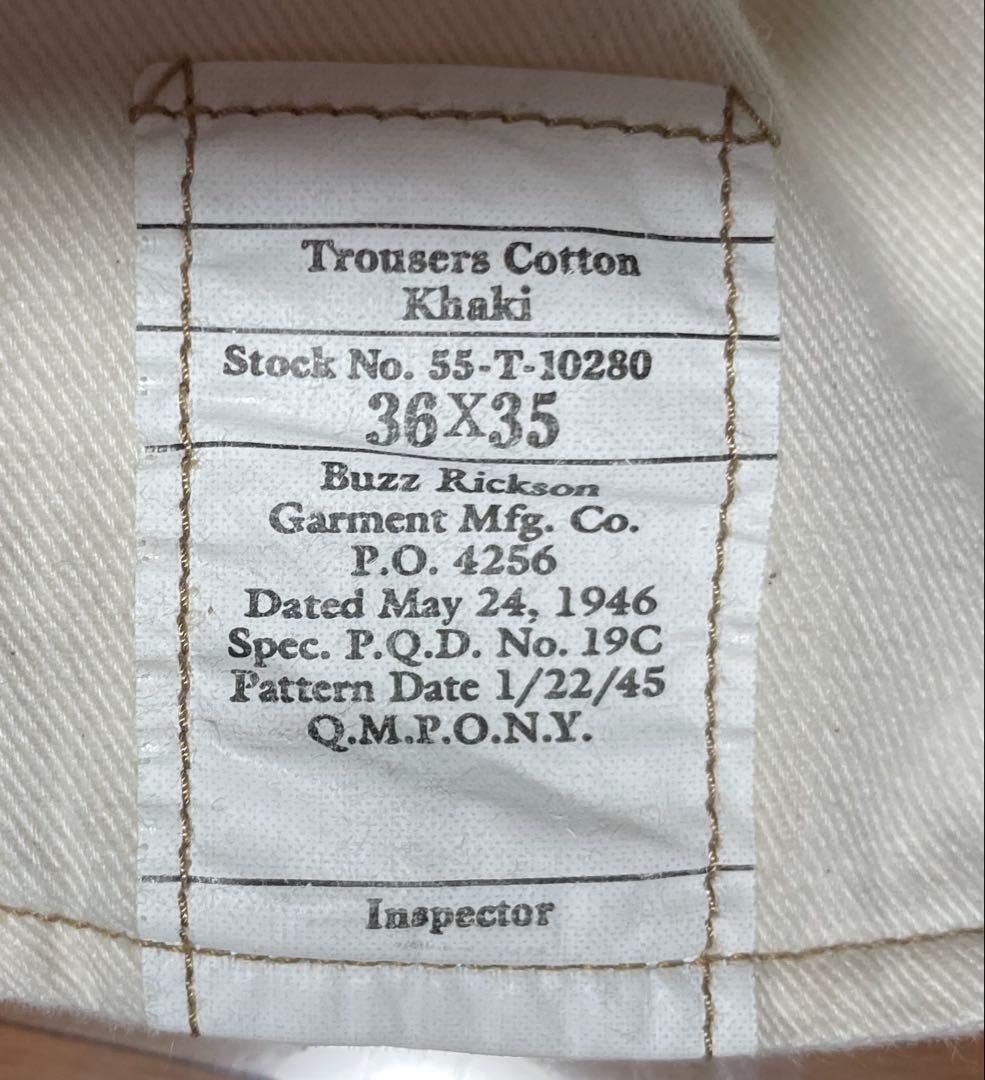 Trousers Cotton
Khaki
Stock No. 55-T-10280
36X35
Buzz Rickson
Garment Mfg. Co.
P.O. 4256
Dated May 24, 1946
Spec. P.Q.D. No. 19C
Pattern Date 1/22/45
Q.M.P.O.N.Y.
Inspector